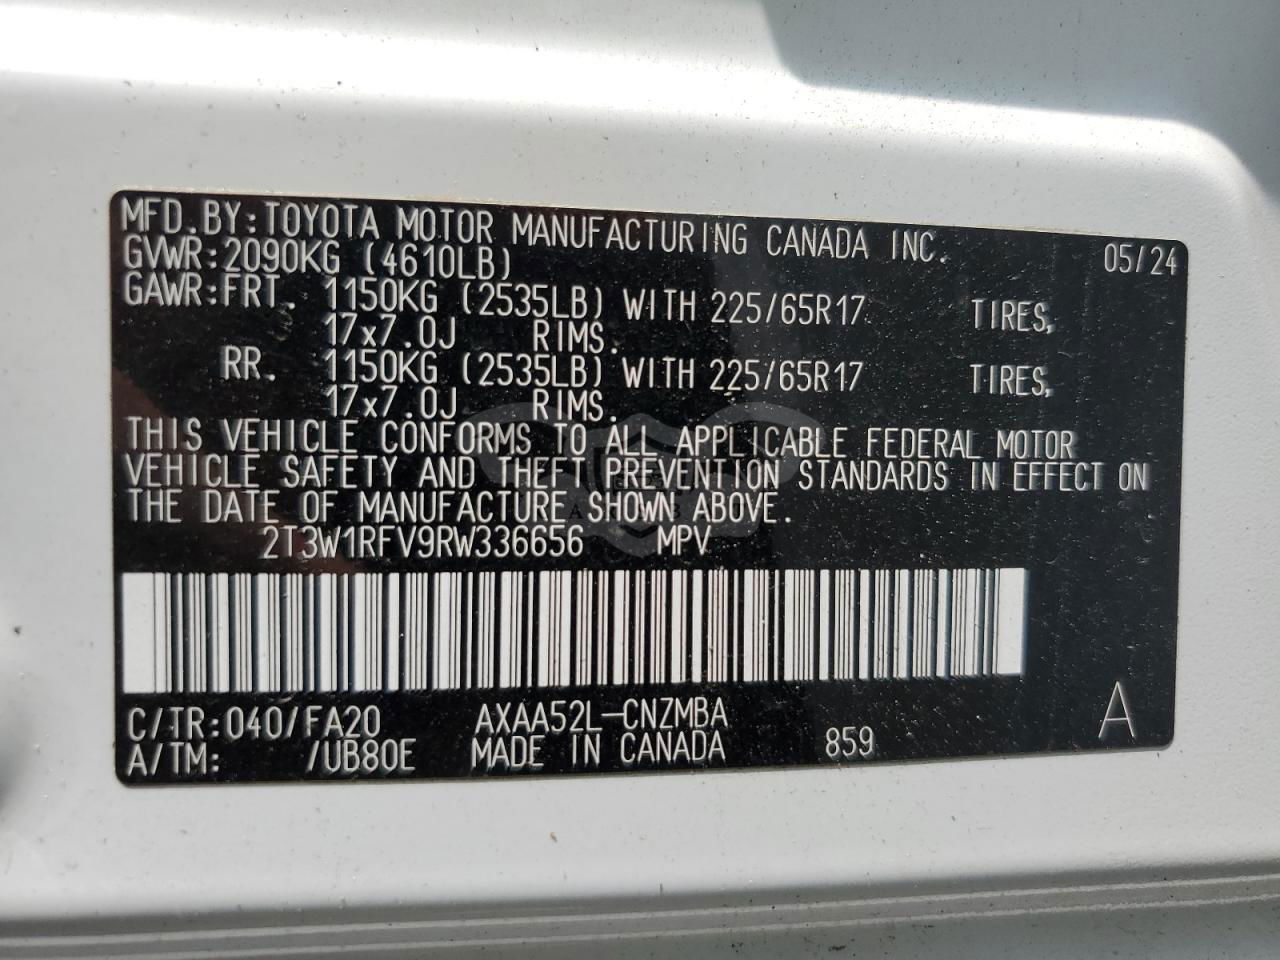 MFD.BY:TOYOTA MOTOR MANUFACTURING CANADA INC. 05/24
GVWR:2090KG (4610LB)
GAWR:FRT. 1150KG (2535LB) WITH 225/65R17 TIRES,
17x7.0J RIMS.
RR. 1150KG (2535LB) WITH 225/65R17 TIRES,
17x7.0J RIMS.
THIS VEHICLE CONFORMS TO ALL APPLICABLE FEDERAL MOTOR
VEHICLE SAFETY AND THEFT PREVENTION STANDARDS IN EFFECT ON
THE DATE OF MANUFACTURE SHOWN ABOVE.
2T3W1RFV9RW336656 MPV
C/TR:040/FA20 AXAA52L-CNZMBA A
A/TM: /UB80E MADE IN CANADA 859